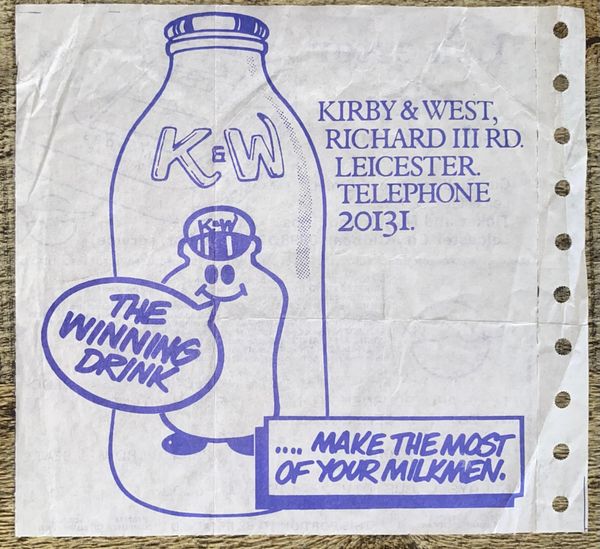 K&W
KIRBY & WEST,
RICHARD III RD.
LEICESTER.
TELEPHONE
20131.
K&W
THE
WINNING
DRINK
.... MAKE THE MOST
OF YOUR MILKMEN.